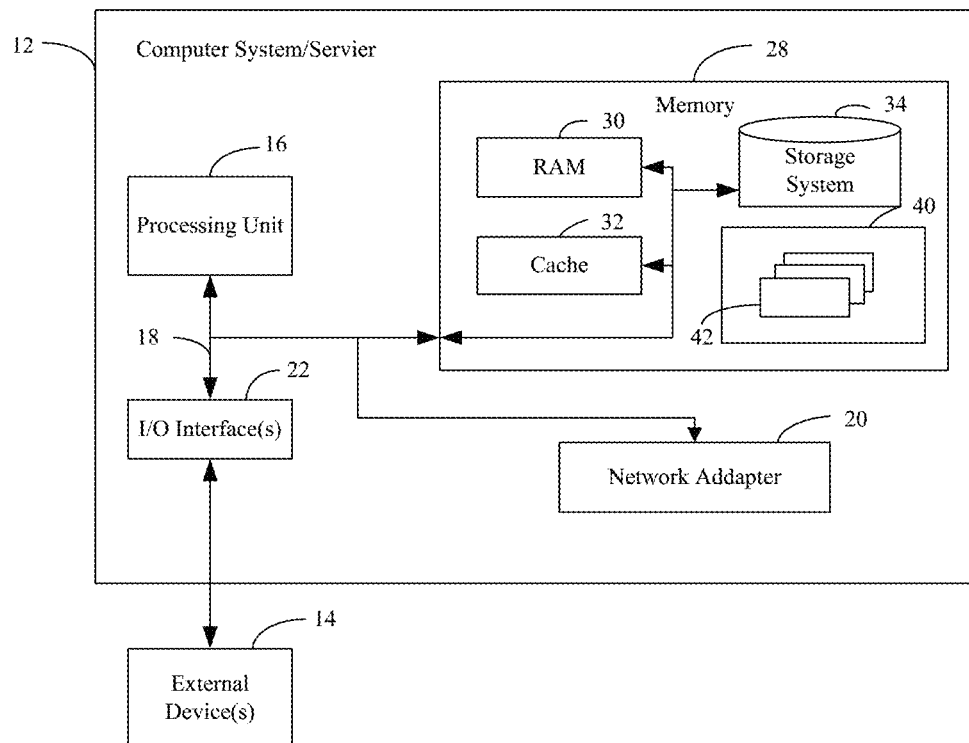 12
Computer System/Servier
28
Memory
30
34
RAM
Storage
System
16
Processing Unit
32
Cache
40
42
18
22
I/O Interface(s)
20
Network Addapter
14
External
Device(s)